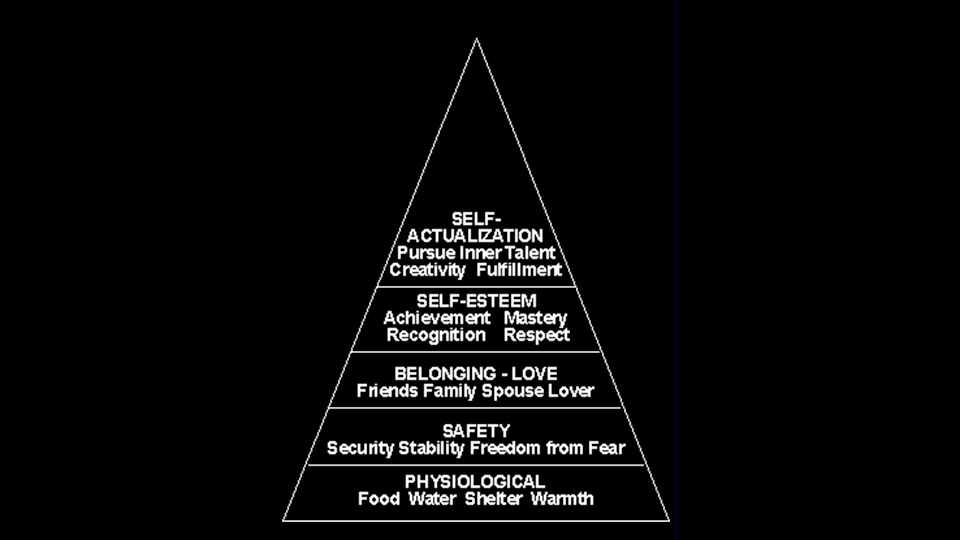 SELF-
ACTUALIZATION
Pursue Inner Talent
Creativity Fulfillment
SELF-ESTEEM
Achievement Mastery
Recognition Respect
BELONGING - LOVE
Friends Family Spouse Lover
SAFETY
Security Stability Freedom from Fear
PHYSIOLOGICAL
Food Water Shelter Warmth